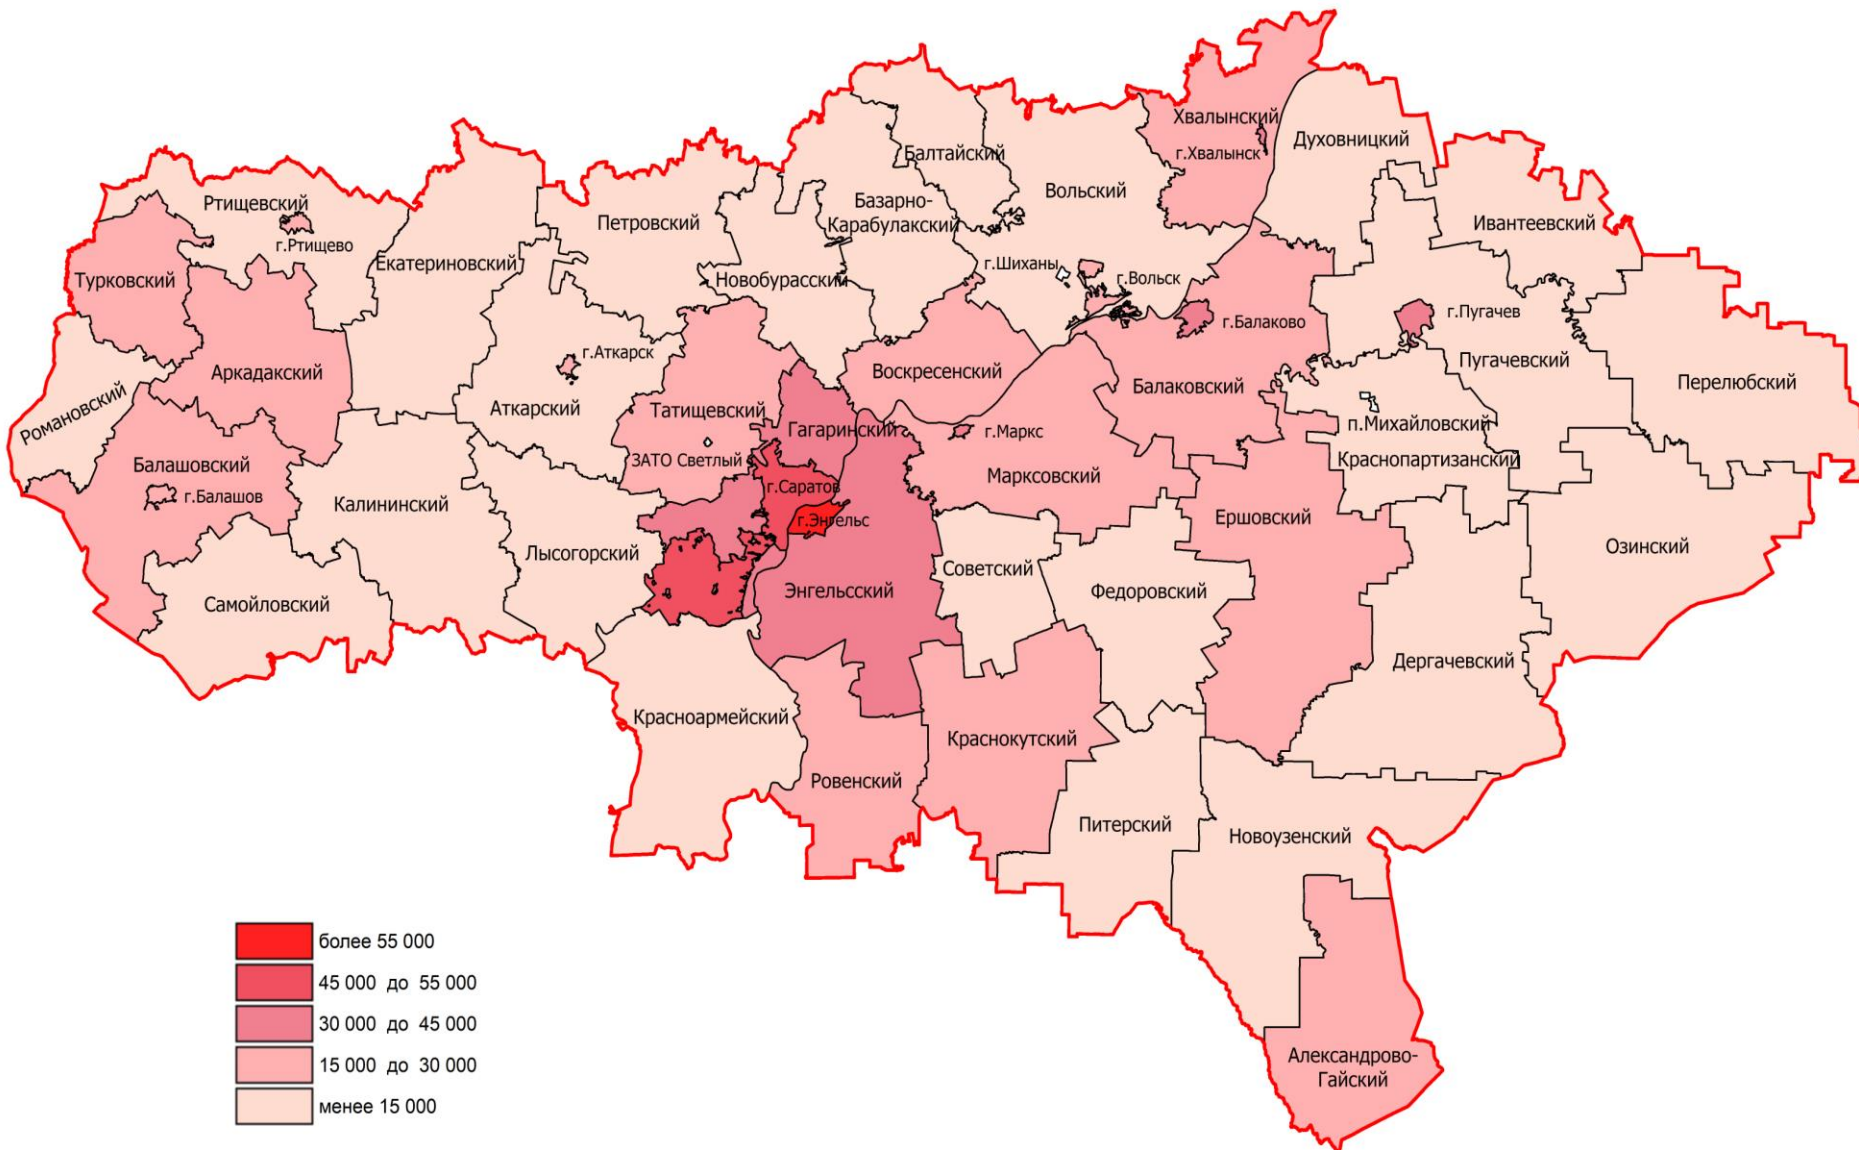 Хвалынский
г.Хвалынск
Духовницкий
Балтайский
Вольский
Ртищевский
г.Ртищево
Петровский
Базарно-
Карабулакский
Ивантеевский
Турковский
Екатериновский
Новобурасский
г.Шиханы
г.Вольск
г.Балаково
г.Пугачев
Пугачевский
Аркадакский
г.Аткарск
Аткарский
Воскресенский
Балаковский
Перелюбский
Романовский
Татищевский
Гагаринский
г.Маркс
п.Михайловский
Краснопартизанский
Балашовский
г.Балашов
ЗАТО Светлый
Марксовский
Калининский
г.Саратов
г.Энгельс
Ершовский
Озинский
Лысогорский
Советский
Самойловский
Энгельсский
Федоровский
Дергачевский
Красноармейский
Ровенский
Краснокутский
Питерский
Новоузенский
Александрово-
Гайский
более 55 000
45 000 до 55 000
30 000 до 45 000
15 000 до 30 000
менее 15 000